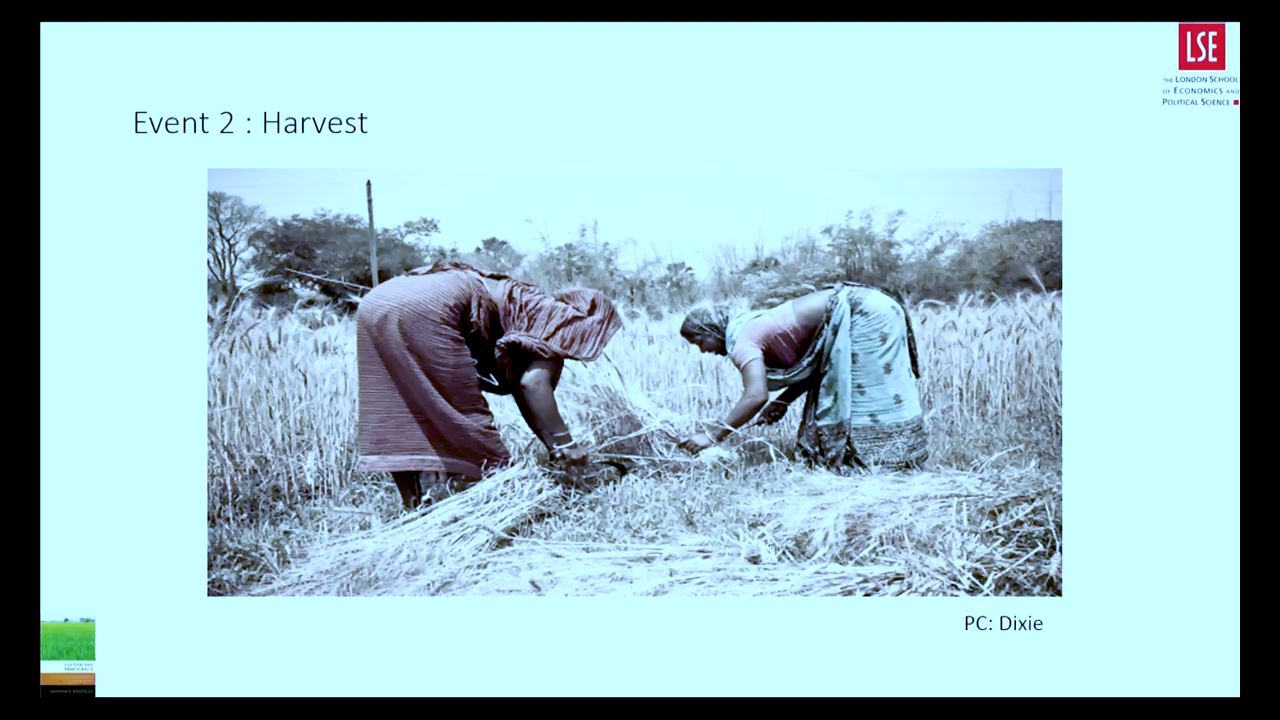 LSE
THE LONDON SCHOOL
OF ECONOMICS AND
POLITICAL SCIENCE
Event 2 : Harvest
PC: Dixie